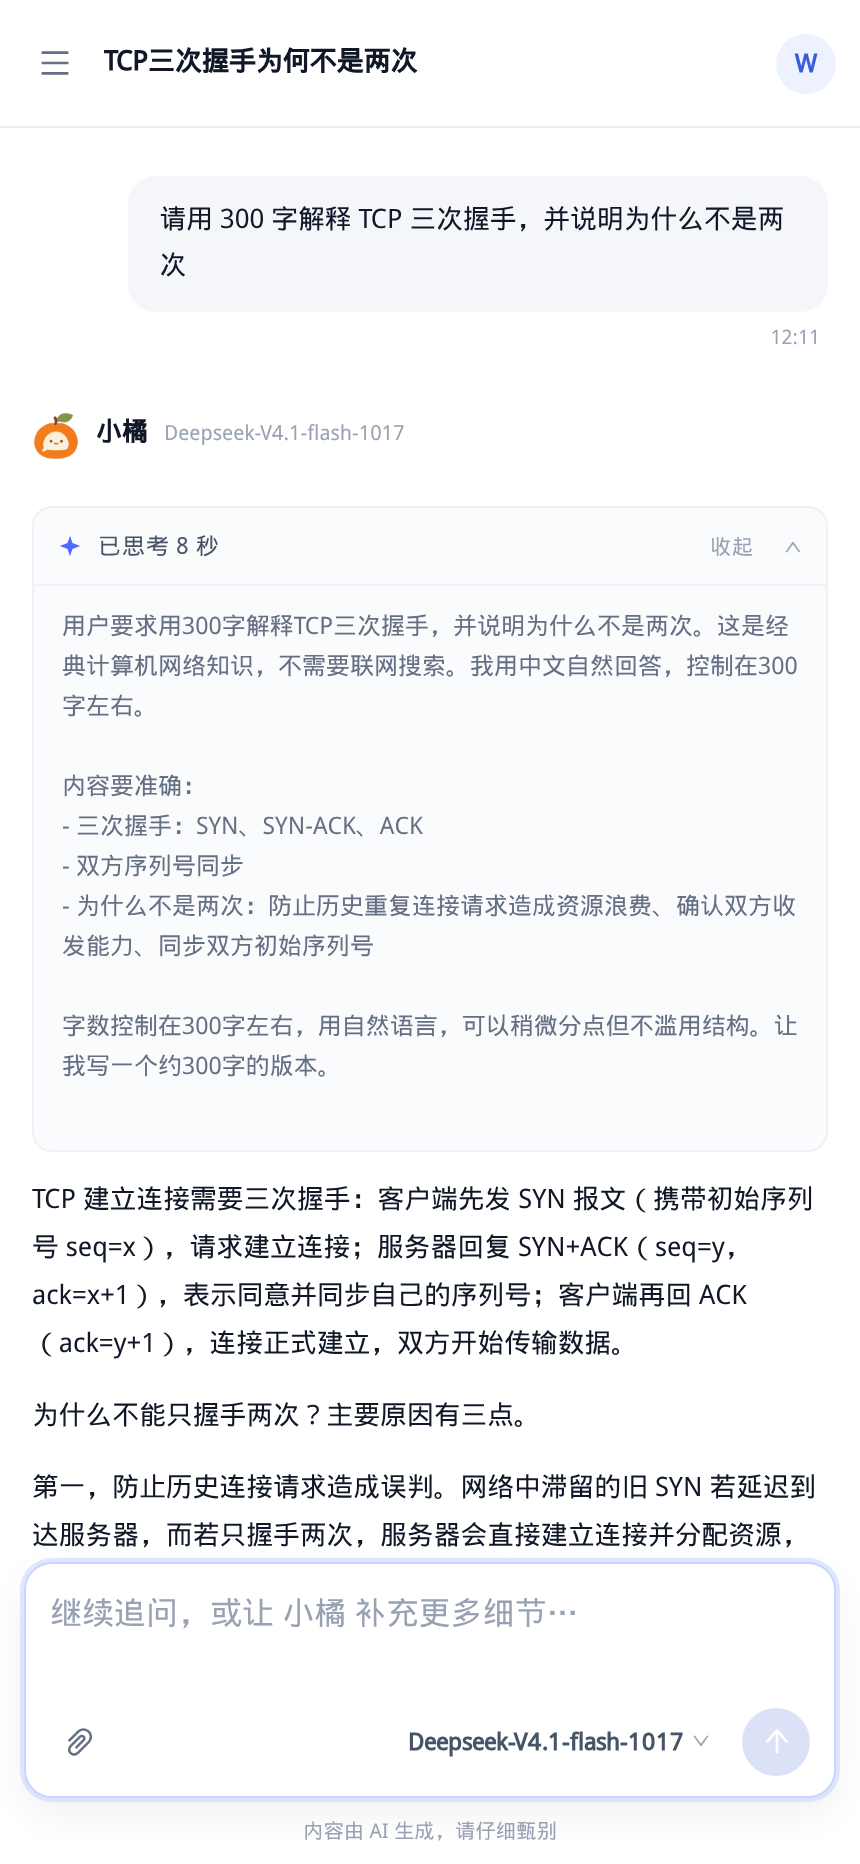 TCP三次握手为何不是两次
W
请用 300 字解释 TCP 三次握手，并说明为什么不是两
次
12:11
小橘 Deepseek-V4.1-flash-1017
已思考 8 秒 收起
用户要求用300字解释TCP三次握手，并说明为什么不是两次。这是经
典计算机网络知识，不需要联网搜索。我用中文自然回答，控制在300
字左右。
内容要准确：
- 三次握手：SYN、SYN-ACK、ACK
- 双方序列号同步
- 为什么不是两次：防止历史重复连接请求造成资源浪费、确认双方收
发能力、同步双方初始序列号
字数控制在300字左右，用自然语言，可以稍微分点但不滥用结构。让
我写一个约300字的版本。
TCP 建立连接需要三次握手：客户端先发 SYN 报文（携带初始序列
号 seq=x），请求建立连接；服务器回复 SYN+ACK（seq=y，
ack=x+1），表示同意并同步自己的序列号；客户端再回 ACK
（ack=y+1），连接正式建立，双方开始传输数据。
为什么不能只握手两次？主要原因有三点。
第一，防止历史连接请求造成误判。网络中滞留的旧 SYN 若延迟到
达服务器，而若只握手两次，服务器会直接建立连接并分配资源，
继续追问，或让 小橘 补充更多细节…
Deepseek-V4.1-flash-1017
内容由 AI 生成，请仔细甄别